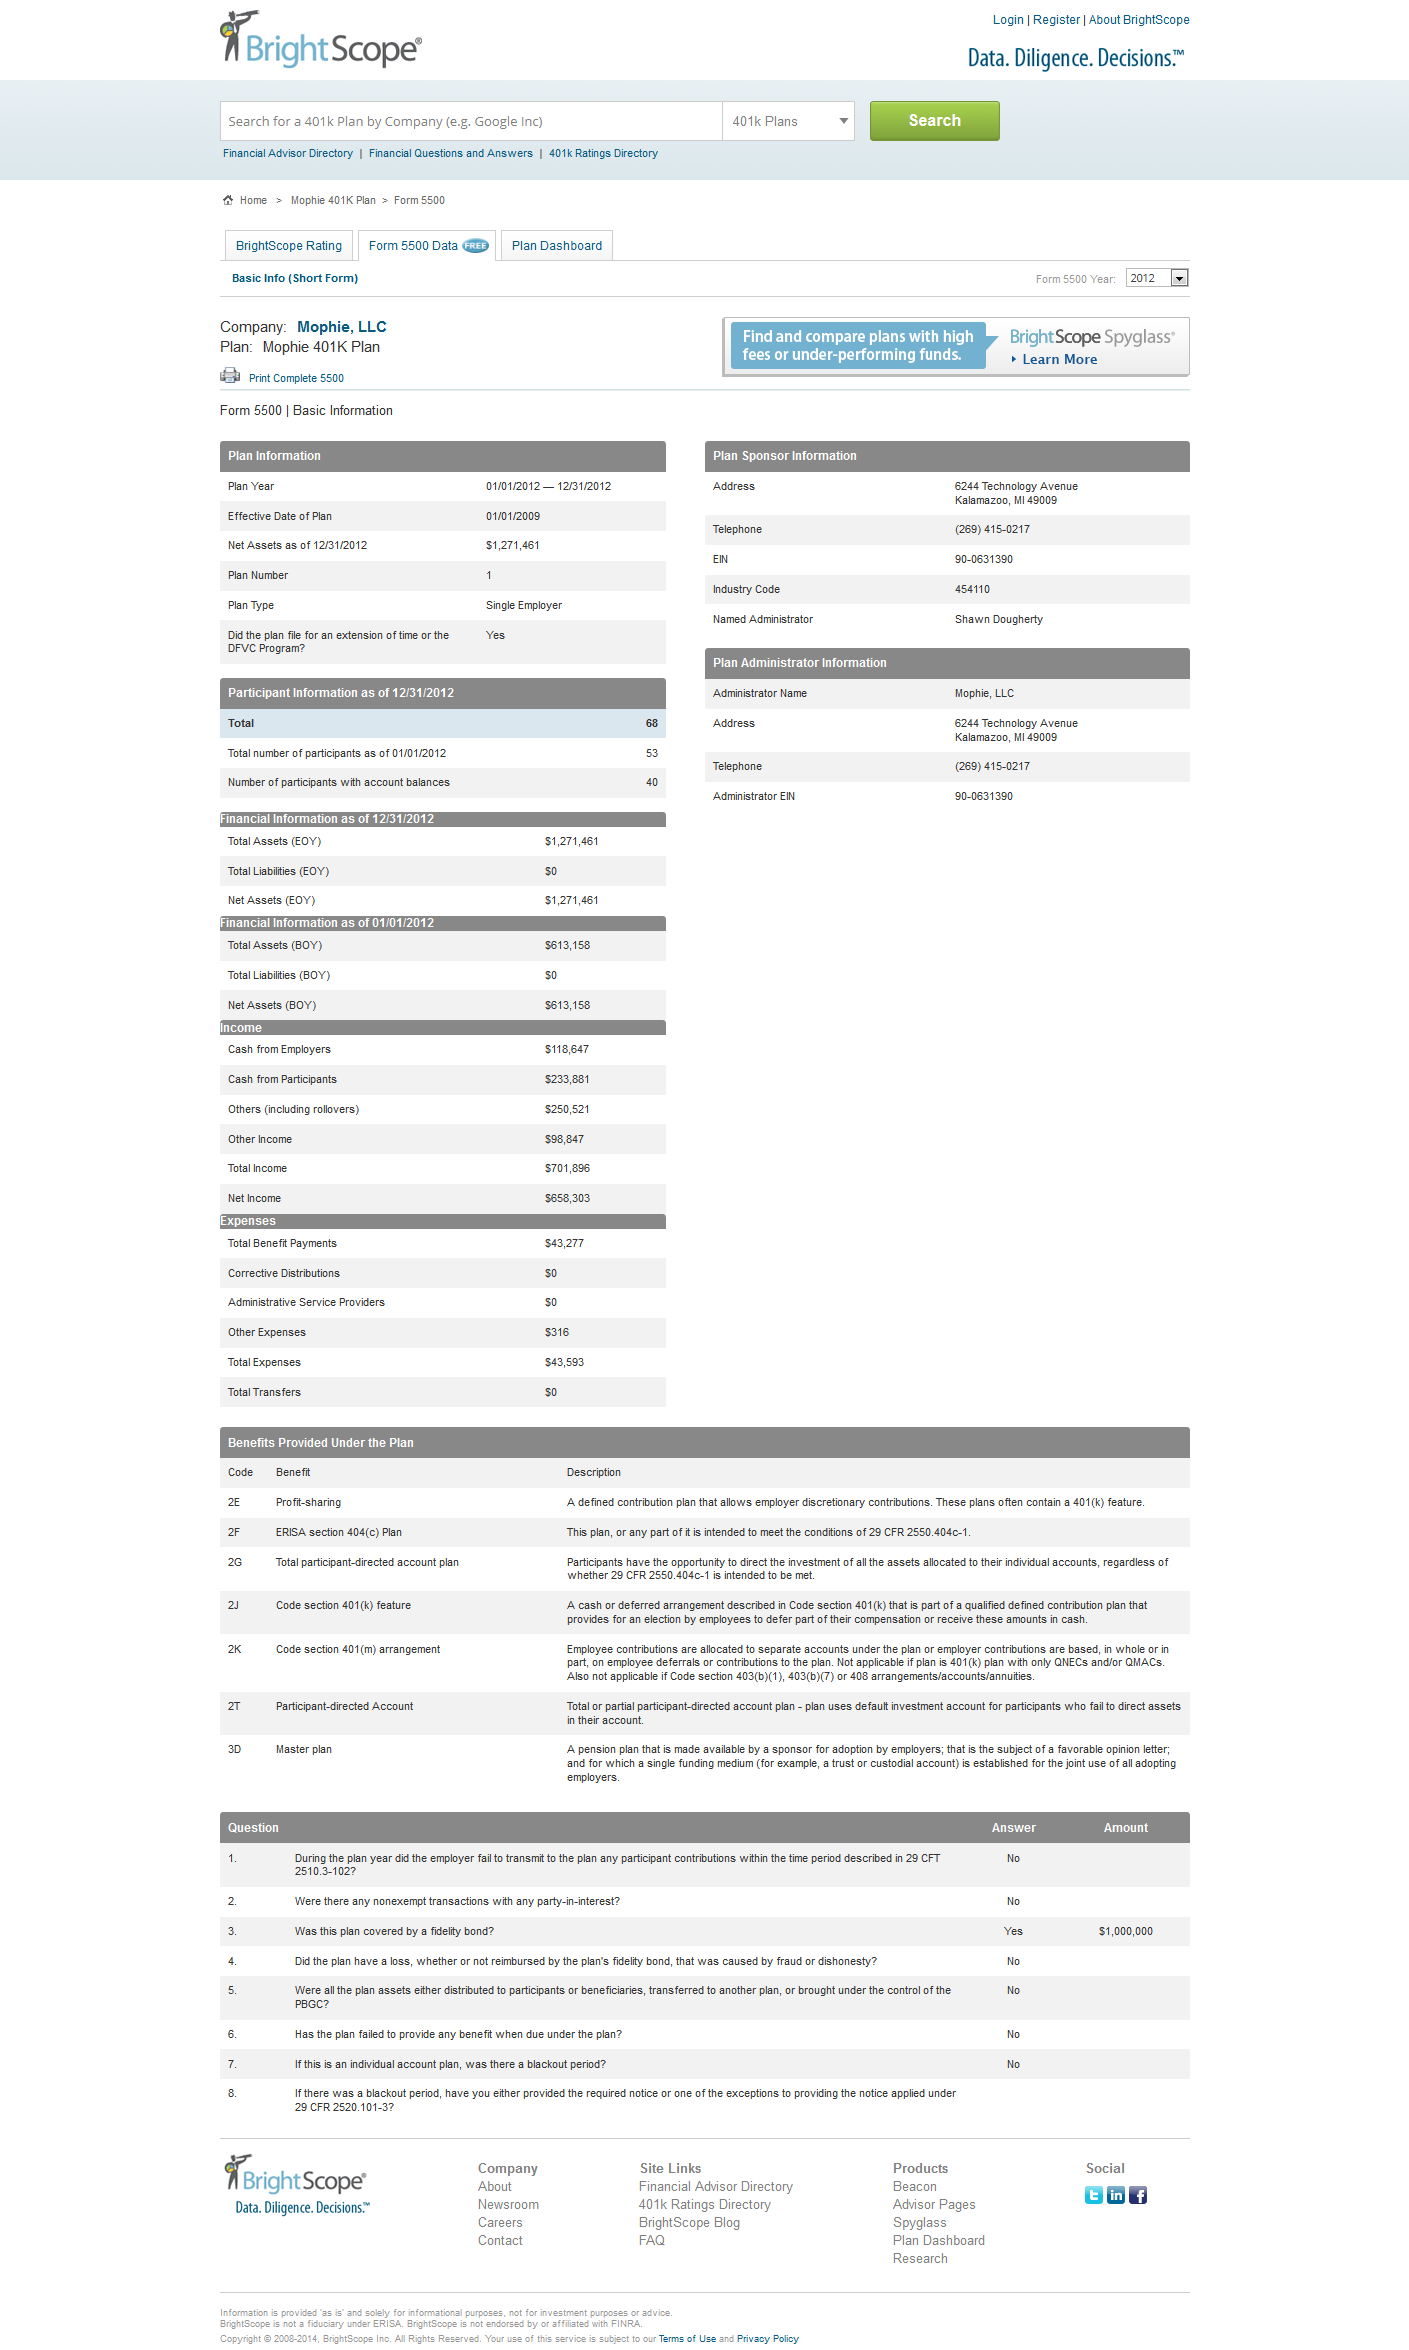 BrightScope®
Login | Register | About BrightScope
Data. Diligence. Decisions.™
Search for a 401k Plan by Company (e.g. Google Inc)
401k Plans
Search
Financial Advisor Directory | Financial Questions and Answers | 401k Ratings Directory
Home > Mophie 401K Plan > Form 5500
BrightScope Rating
Form 5500 Data FREE
Plan Dashboard
Basic Info (Short Form)
Form 5500 Year: 2012
Company: Mophie, LLC
Plan: Mophie 401K Plan
Print Complete 5500
Find and compare plans with high
fees or under-performing funds.
BrightScope Spyglass®
Learn More
Form 5500 | Basic Information
Plan Information
Plan Year 01/01/2012 — 12/31/2012
Effective Date of Plan 01/01/2009
Net Assets as of 12/31/2012 $1,271,461
Plan Number 1
Plan Type Single Employer
Did the plan file for an extension of time or the Yes
DFVC Program?
Participant Information as of 12/31/2012
Total 68
Total number of participants as of 01/01/2012 53
Number of participants with account balances 40
Financial Information as of 12/31/2012
Total Assets (EOY) $1,271,461
Total Liabilities (EOY) $0
Net Assets (EOY) $1,271,461
Financial Information as of 01/01/2012
Total Assets (BOY) $613,158
Total Liabilities (BOY) $0
Net Assets (BOY) $613,158
Income
Cash from Employers $118,647
Cash from Participants $233,881
Others (including rollovers) $250,521
Other Income $98,847
Total Income $701,896
Net Income $658,303
Expenses
Total Benefit Payments $43,277
Corrective Distributions $0
Administrative Service Providers $0
Other Expenses $316
Total Expenses $43,593
Total Transfers $0
Plan Sponsor Information
Address 6244 Technology Avenue
Kalamazoo, MI 49009
Telephone (269) 415-0217
EIN 90-0631390
Industry Code 454110
Named Administrator Shawn Dougherty
Plan Administrator Information
Administrator Name Mophie, LLC
Address 6244 Technology Avenue
Kalamazoo, MI 49009
Telephone (269) 415-0217
Administrator EIN 90-0631390
Benefits Provided Under the Plan
Code Benefit Description
2E Profit-sharing A defined contribution plan that allows employer discretionary contributions. These plans often contain a 401(k) feature.
2F ERISA section 404(c) Plan This plan, or any part of it is intended to meet the conditions of 29 CFR 2550.404c-1.
2G Total participant-directed account plan Participants have the opportunity to direct the investment of all the assets allocated to their individual accounts, regardless of
whether 29 CFR 2550.404c-1 is intended to be met.
2J Code section 401(k) feature A cash or deferred arrangement described in Code section 401(k) that is part of a qualified defined contribution plan that
provides for an election by employees to defer part of their compensation or receive these amounts in cash.
2K Code section 401(m) arrangement Employee contributions are allocated to separate accounts under the plan or employer contributions are based, in whole or in
part, on employee deferrals or contributions to the plan. Not applicable if plan is 401(k) plan with only QNECs and/or QMACs.
Also not applicable if Code section 403(b)(1), 403(b)(7) or 408 arrangements/accounts/annuities.
2T Participant-directed Account Total or partial participant-directed account plan - plan uses default investment account for participants who fail to direct assets
in their account.
3D Master plan A pension plan that is made available by a sponsor for adoption by employers; that is the subject of a favorable opinion letter;
and for which a single funding medium (for example, a trust or custodial account) is established for the joint use of all adopting
employers.
Question Answer Amount
1. During the plan year did the employer fail to transmit to the plan any participant contributions within the time period described in 29 CFT No
2510.3-102?
2. Were there any nonexempt transactions with any party-in-interest? No
3. Was this plan covered by a fidelity bond? Yes $1,000,000
4. Did the plan have a loss, whether or not reimbursed by the plan's fidelity bond, that was caused by fraud or dishonesty? No
5. Were all the plan assets either distributed to participants or beneficiaries, transferred to another plan, or brought under the control of the No
PBGC?
6. Has the plan failed to provide any benefit when due under the plan? No
7. If this is an individual account plan, was there a blackout period? No
8. If there was a blackout period, have you either provided the required notice or one of the exceptions to providing the notice applied under
29 CFR 2520.101-3?
BrightScope®
Data. Diligence. Decisions.™
Company
About
Newsroom
Careers
Contact
Site Links
Financial Advisor Directory
401k Ratings Directory
BrightScope Blog
FAQ
Products
Beacon
Advisor Pages
Spyglass
Plan Dashboard
Research
Social
Information is provided 'as is' and solely for informational purposes, not for investment purposes or advice.
BrightScope is not a fiduciary under ERISA. BrightScope is not endorsed by or affiliated with FINRA.
Copyright © 2008-2014, BrightScope Inc. All Rights Reserved. Your use of this service is subject to our Terms of Use and Privacy Policy